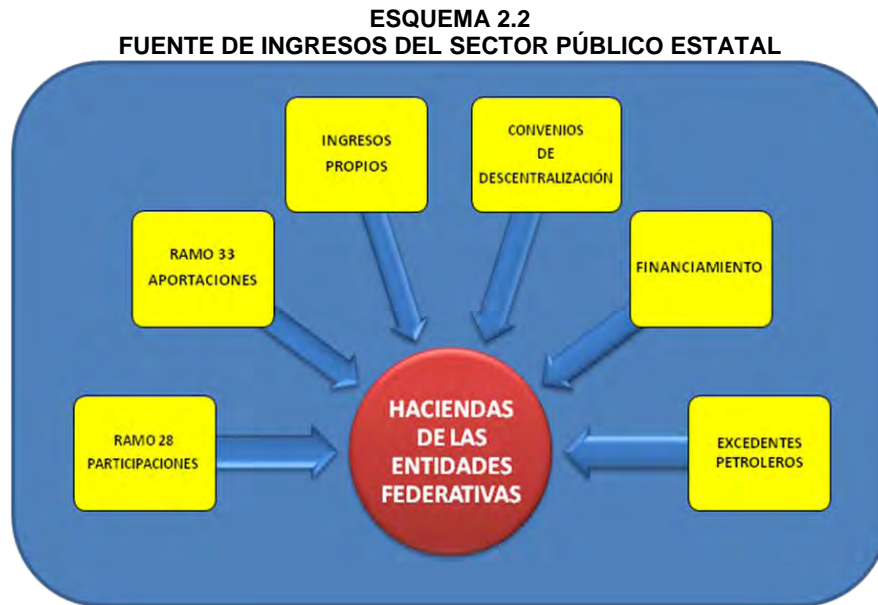 ESQUEMA 2.2
FUENTE DE INGRESOS DEL SECTOR PÚBLICO ESTATAL
INGRESOS
PROPIOS
CONVENIOS
DE
DESCENTRALIZACIÓN
RAMO 33
APORTACIONES
FINANCIAMIENTO
RAMO 28
PARTICIPACIONES
HACIENDAS
DE LAS
ENTIDADES
FEDERATIVAS
EXCEDENTES
PETROLEROS